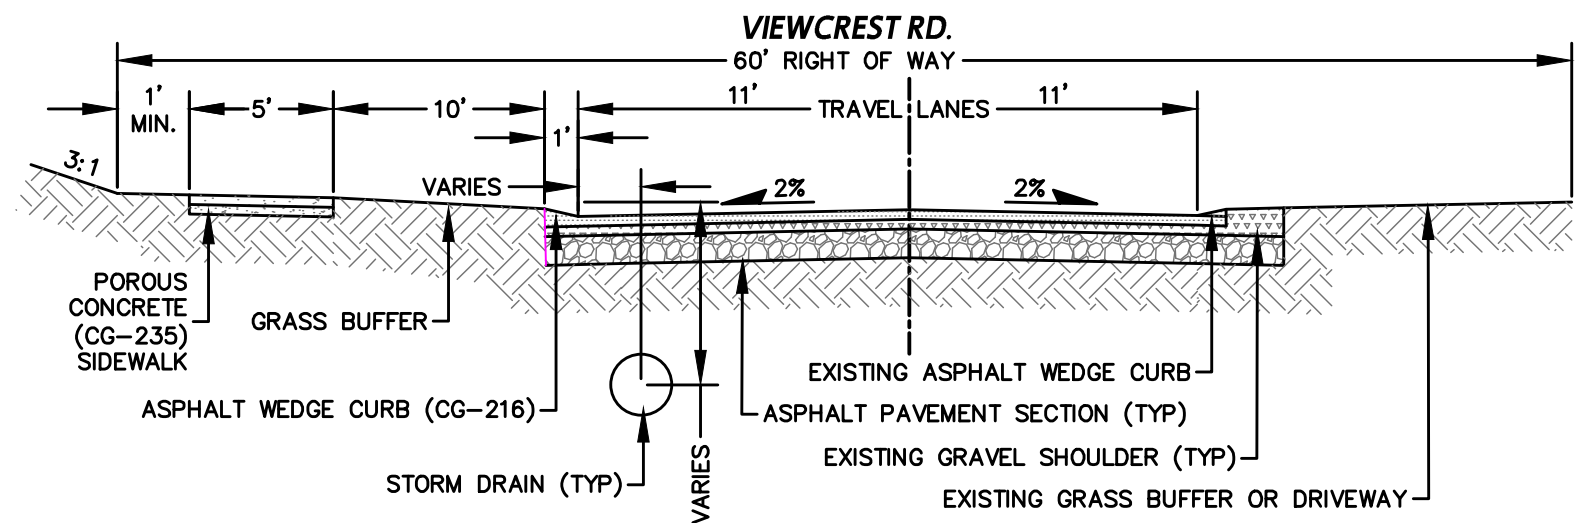 VIEWCREST RD.
60' RIGHT OF WAY
1'
MIN.
5'
10'
1'
11'
TRAVEL LANES
11'
3:1
VARIES
2%
2%
POROUS
CONCRETE
(CG-235)
SIDEWALK
GRASS BUFFER
ASPHALT WEDGE CURB (CG-216)
STORM DRAIN (TYP)
VARIES
EXISTING ASPHALT WEDGE CURB
ASPHALT PAVEMENT SECTION (TYP)
EXISTING GRAVEL SHOULDER (TYP)
EXISTING GRASS BUFFER OR DRIVEWAY